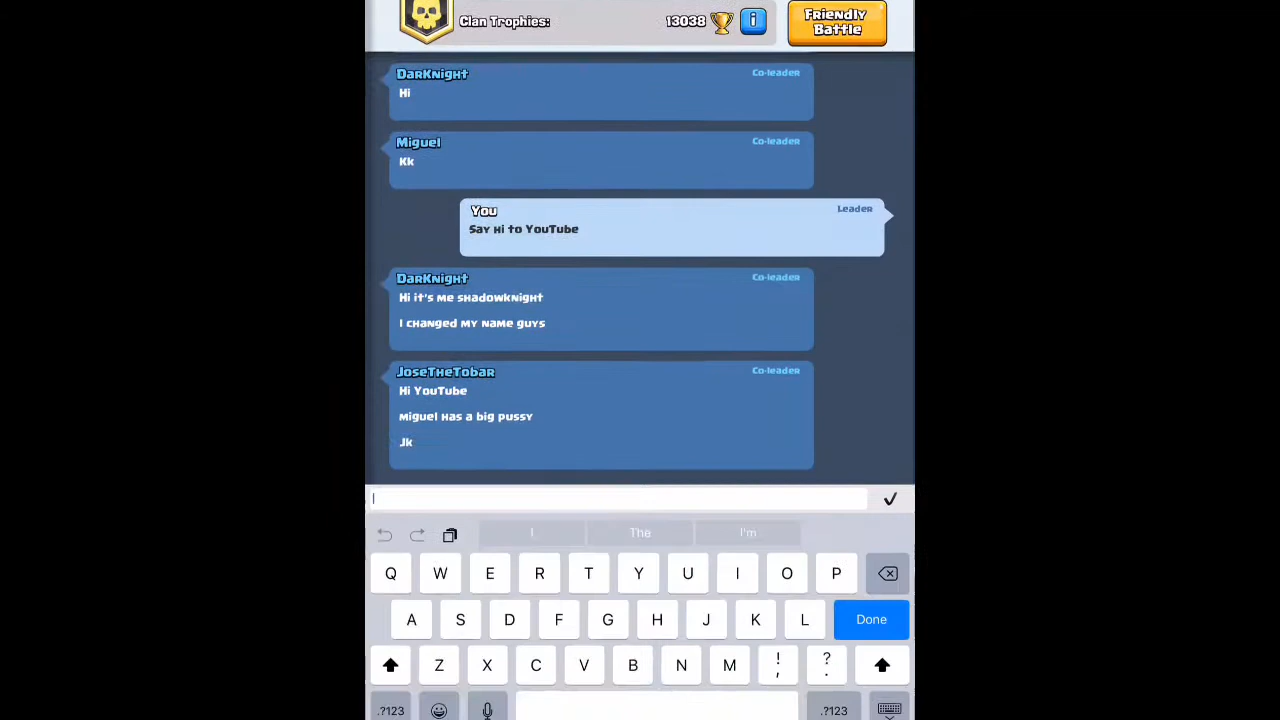 Clan Trophies: 13038 i Friendly Battle
DarKnight Co-leader
Hi
Miguel Co-leader
Kk
You Leader
Say Hi to YouTube
DarKnight Co-leader
Hi it's me shadowknight
I changed my name guys
JoseTheTobar Co-leader
Hi YouTube
Miguel has a big pussy
Jk
I The I'm
Q W E R T Y U I O P
A S D F G H J K L Done
Z X C V B N M ! , ? .
.?123 .?123